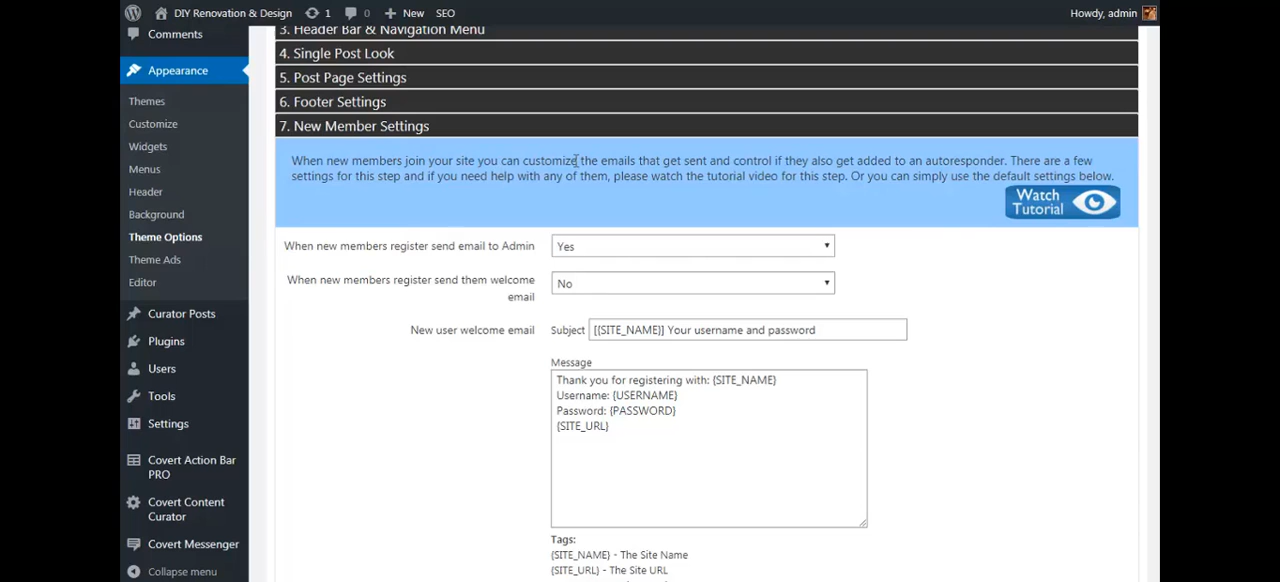 DIY Renovation & Design 1 0 New SEO Howdy, admin
Comments
Appearance
Themes
Customize
Widgets
Menus
Header
Background
Theme Options
Theme Ads
Editor
Curator Posts
Plugins
Users
Tools
Settings
Covert Action Bar
PRO
Covert Content
Curator
Covert Messenger
Collapse menu
3. Header Bar & Navigation Menu
4. Single Post Look
5. Post Page Settings
6. Footer Settings
7. New Member Settings
When new members join your site you can customize the emails that get sent and control if they also get added to an autoresponder. There are a few
settings for this step and if you need help with any of them, please watch the tutorial video for this step. Or you can simply use the default settings below.
Watch
Tutorial
When new members register send email to Admin Yes
When new members register send them welcome
email No
New user welcome email Subject [{SITE_NAME}] Your username and password
Message
Thank you for registering with: {SITE_NAME}
Username: {USERNAME}
Password: {PASSWORD}
{SITE_URL}
Tags:
{SITE_NAME} - The Site Name
{SITE_URL} - The Site URL